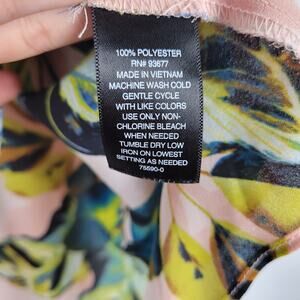 100% POLYESTER
RN# 93677
MADE IN VIETNAM
MACHINE WASH COLD
GENTLE CYCLE
WITH LIKE COLORS
USE ONLY NON-
CHLORINE BLEACH
WHEN NEEDED
TUMBLE DRY LOW
IRON ON LOWEST
SETTING AS NEEDED
75590-0